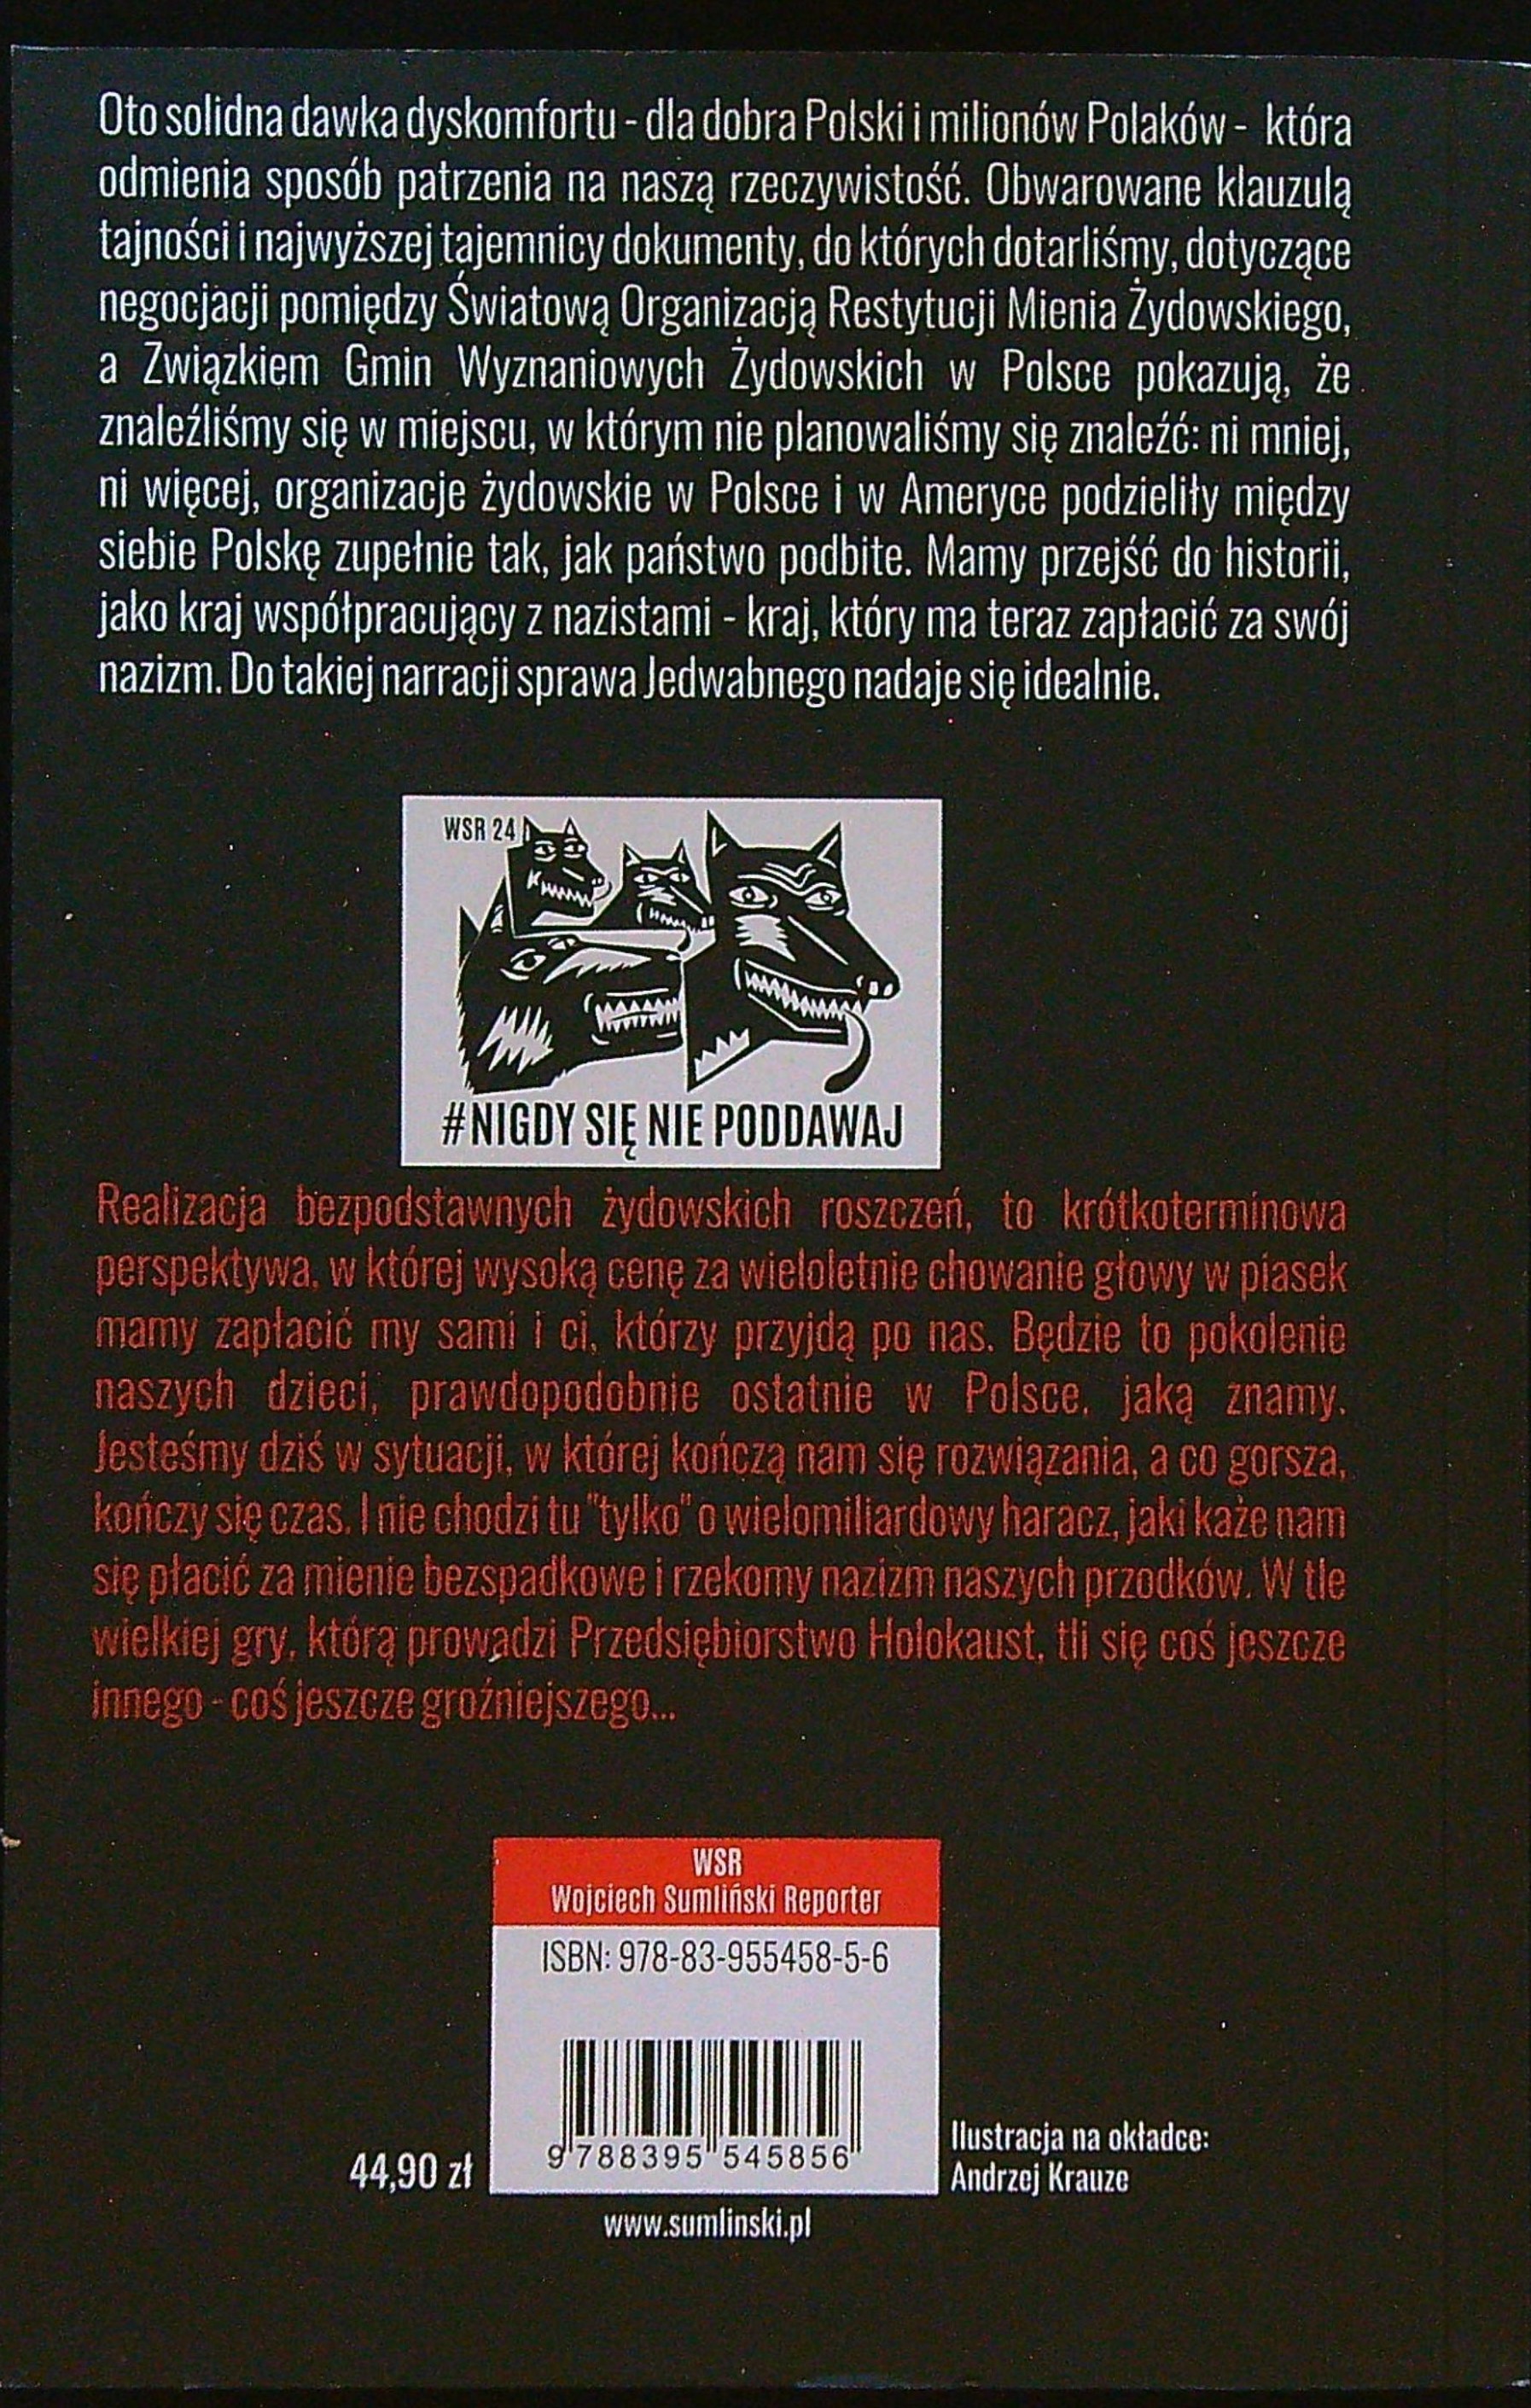 Oto solidna dawka dyskomfortu - dla dobra Polski i milionów Polaków - która
odmienia sposób patrzenia na naszą rzeczywistość. Obwarowane klauzulą
tajności i najwyższej tajemnicy dokumenty, do których dotarliśmy, dotyczące
negocjacji pomiędzy Światową Organizacją Restytucji Mienia Żydowskiego,
a Związkiem Gmin Wyznaniowych Żydowskich w Polsce pokazują, że
znaleźliśmy się w miejscu, w którym nie planowaliśmy się znaleźć: ni mniej,
ni więcej, organizacje żydowskie w Polsce i w Ameryce podzieliły między
siebie Polskę zupełnie tak, jak państwo podbite. Mamy przejść do historii,
jako kraj współpracujący z nazistami - kraj, który ma teraz zapłacić za swój
nazizm. Do takiej narracji sprawa Jedwabnego nadaje się idealnie.
WSR 24
#NIGDY SIĘ NIE PODDAWAJ
Realizacja bezpodstawnych żydowskich roszczeń, to krótkoterminowa
perspektywa, w której wysoką cenę za wieloletnie chowanie głowy w piasek
mamy zapłacić my sami i ci, którzy przyjdą po nas. Będzie to pokolenie
naszych dzieci, prawdopodobnie ostatnie w Polsce, jaką znamy.
Jesteśmy dziś w sytuacji, w której kończą nam się rozwiązania, a co gorsza,
kończy się czas. I nie chodzi tu "tylko" o wielomiliardowy haracz, jaki każe nam
się płacić za mienie bezspadkowe i rzekomy nazizm naszych przodków. W tle
wielkiej gry, którą prowadzi Przedsiębiorstwo Holokaust, tli się coś jeszcze
innego - coś jeszcze groźniejszego...
WSR
Wojciech Sumliński Reporter
ISBN: 978-83-955458-5-6
9 788395 545856
44,90 zł
Ilustracja na okładce:
Andrzej Krauze
www.sumlinski.pl